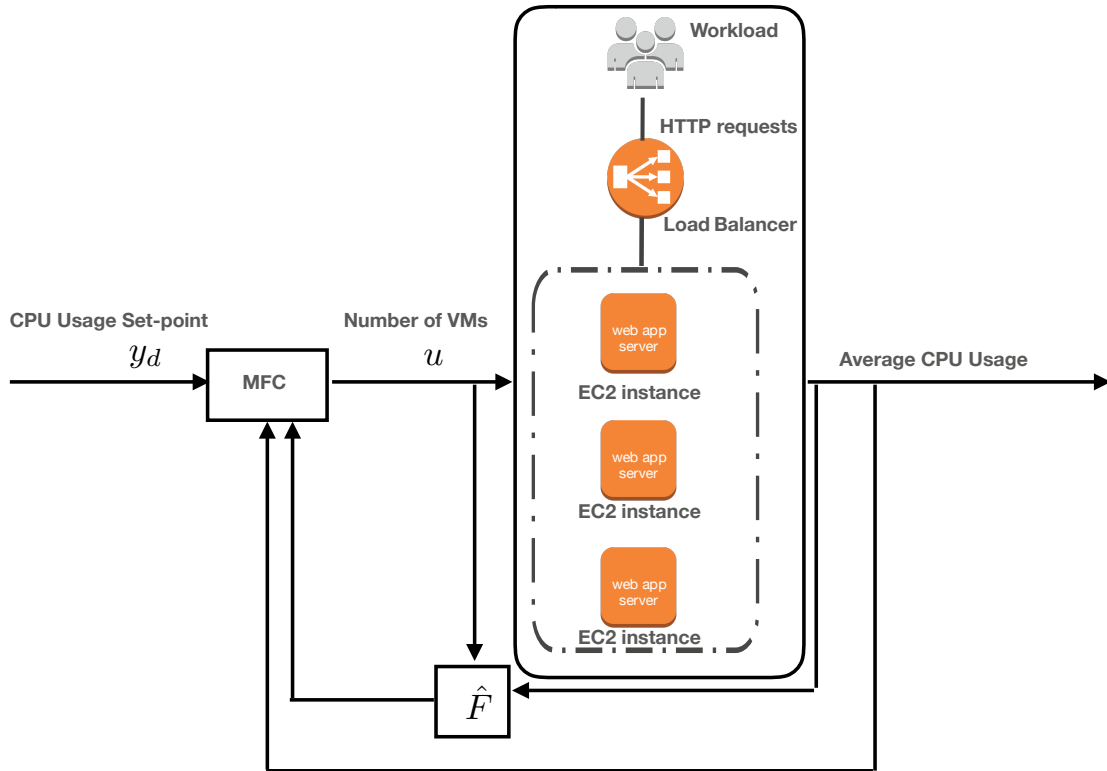 Workload
HTTP requests
Load Balancer
CPU Usage Set-point
y_d
MFC
Number of VMs
u
web app
server
EC2 instance
web app
server
EC2 instance
web app
server
EC2 instance
Average CPU Usage
F̂